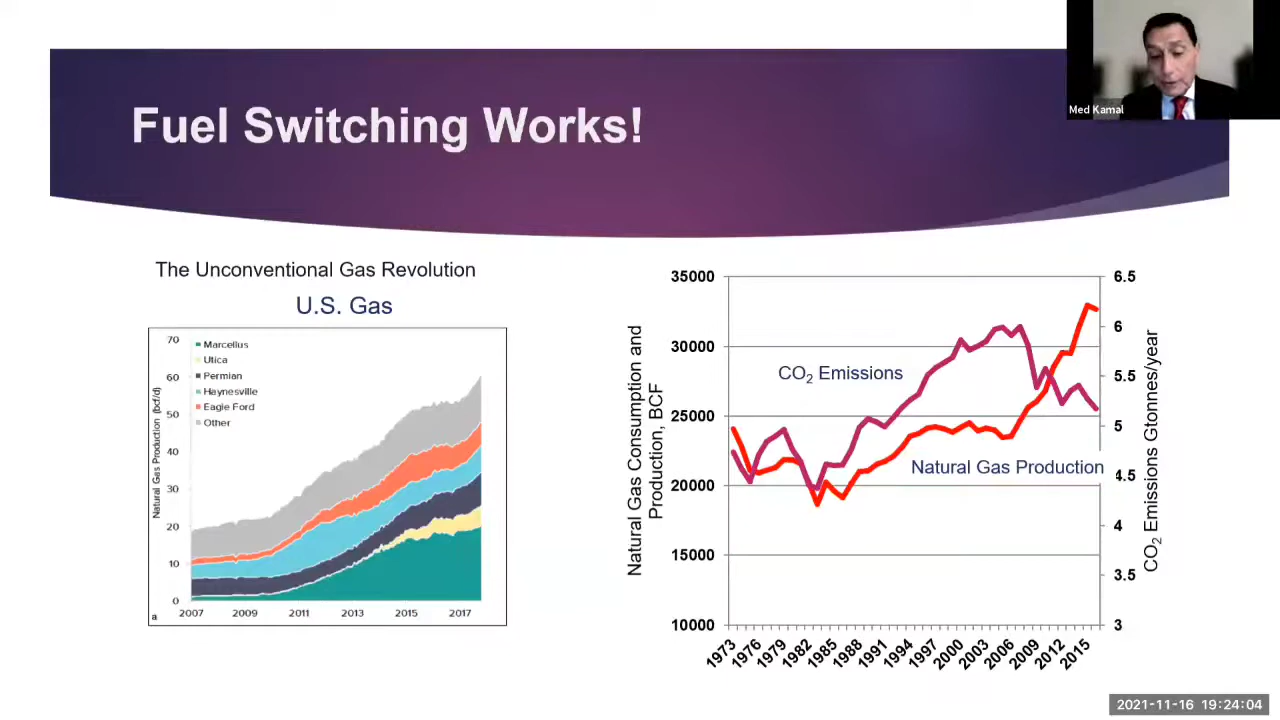 Med Kamal
Fuel Switching Works!
The Unconventional Gas Revolution
U.S. Gas
Natural Gas Production (bcf/d)
70
60
50
40
30
20
10
0
Marcellus
Utica
Permian
Haynesville
Eagle Ford
Other
2007
2009
2011
2013
2015
2017
a
Natural Gas Consumption and
Production, BCF
35000
30000
25000
20000
15000
10000
CO2 Emissions
Natural Gas Production
6.5
6
5.5
5
4.5
4
3.5
3
CO2 Emissions Gtonnes/year
1973
1976
1979
1982
1985
1988
1991
1994
1997
2000
2003
2006
2009
2012
2015
2021-11-16 19:24:04